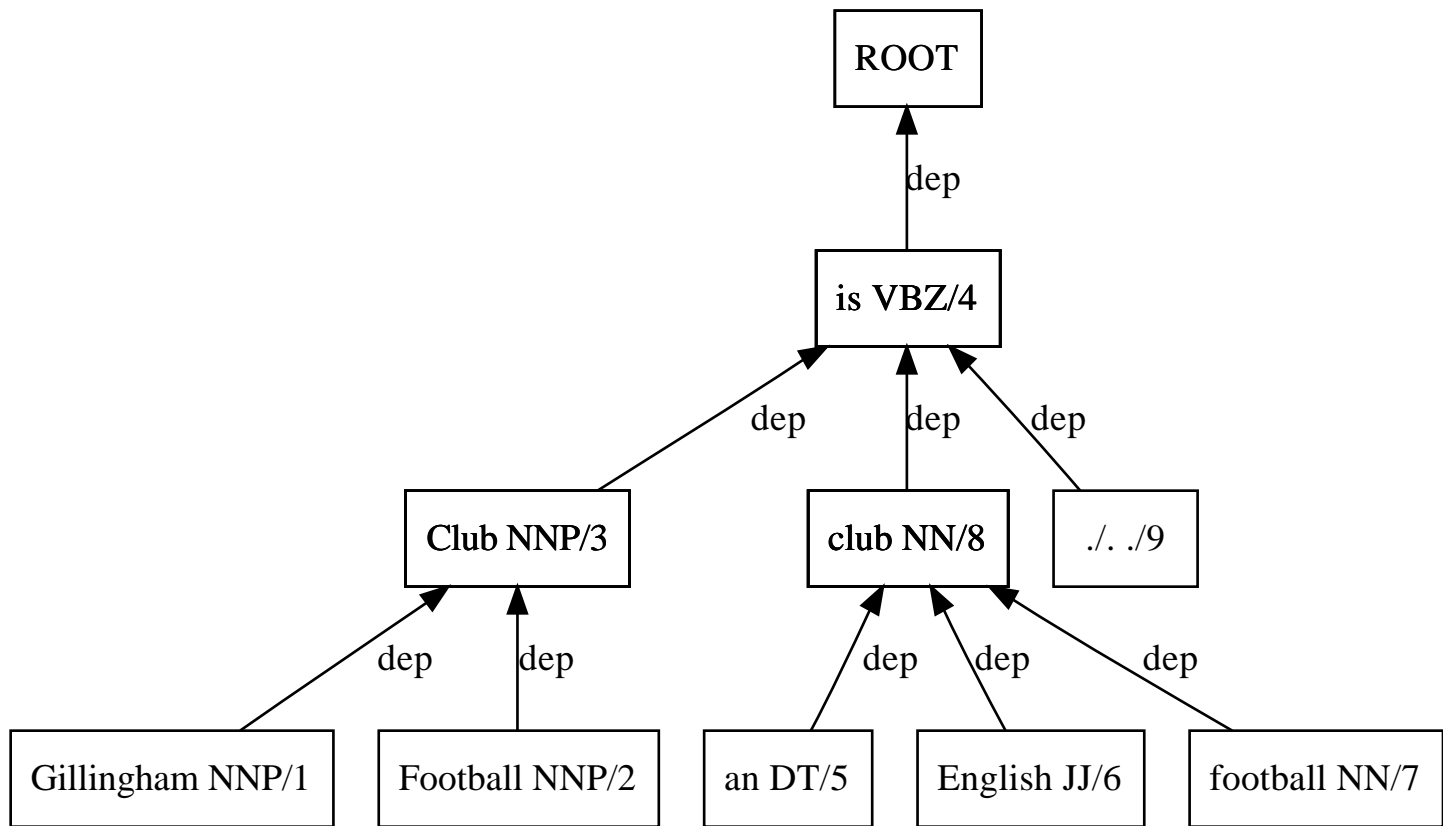 ROOT
dep
is VBZ/4
dep dep dep
Club NNP/3 club NN/8 ./. ./9
dep dep dep dep dep
Gillingham NNP/1 Football NNP/2 an DT/5 English JJ/6 football NN/7